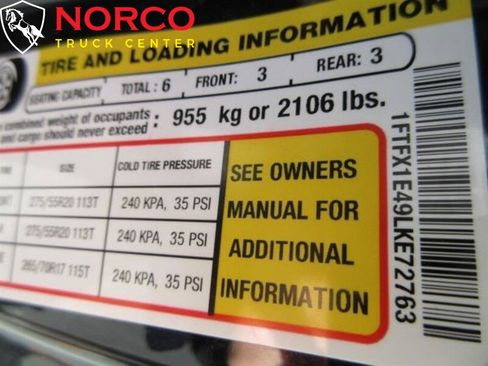 NORCO
TRUCK CENTER
TIRE AND LOADING INFORMATION
SEATING CAPACITY TOTAL : 6 FRONT: 3 REAR: 3
combined weight of occupants
and cargo should never exceed : 955 kg or 2106 lbs.
SIZE COLD TIRE PRESSURE
275/55R20 113T 240 KPA, 35 PSI
275/55R20 113T 240 KPA, 35 PSI
265/70R17 115T 240 KPA, 35 PSI
SEE OWNERS
MANUAL FOR
ADDITIONAL
INFORMATION
1FTFX1E49LKE72763